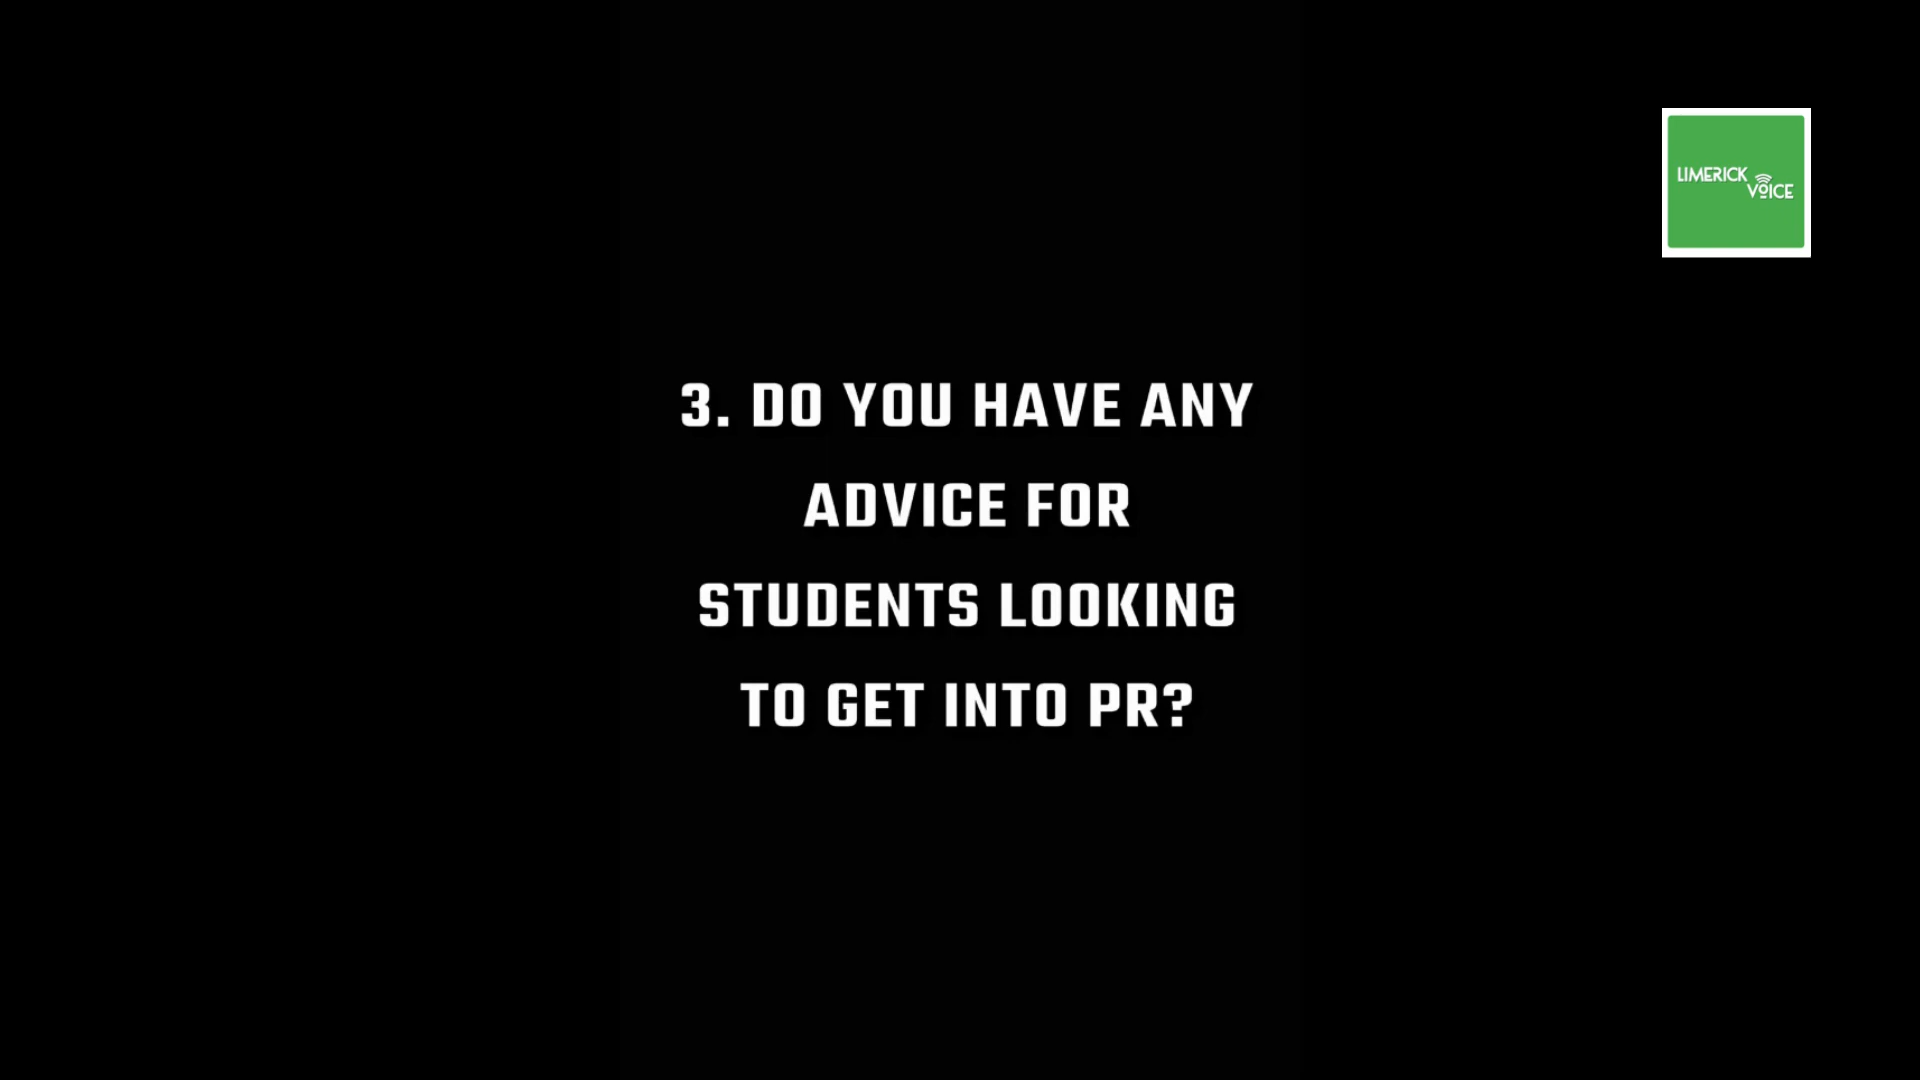 LIMERICK
VOICE
3. DO YOU HAVE ANY
ADVICE FOR
STUDENTS LOOKING
TO GET INTO PR?